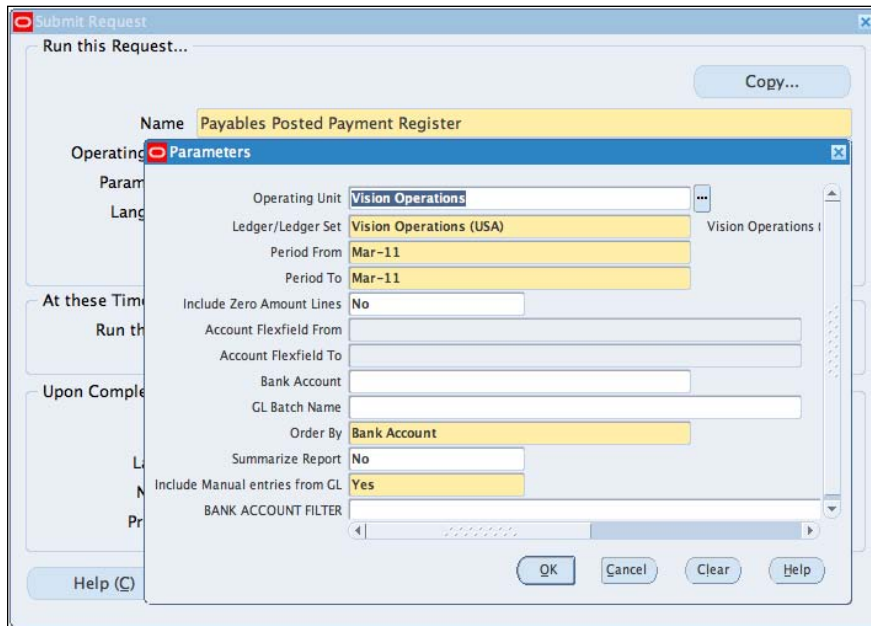 Submit Request
Run this Request...
Copy...
Name Payables Posted Payment Register
Operating
Parameters
Param
Lang
Operating Unit Vision Operations
Ledger/Ledger Set Vision Operations (USA) Vision Operations (
Period From Mar-11
Period To Mar-11
At these Time
Include Zero Amount Lines No
Run th
Account Flexfield From
Account Flexfield To
Upon Comple
Bank Account
GL Batch Name
Order By Bank Account
Summarize Report No
Include Manual entries from GL Yes
BANK ACCOUNT FILTER
Pr
OK Cancel Clear Help
Help (C)